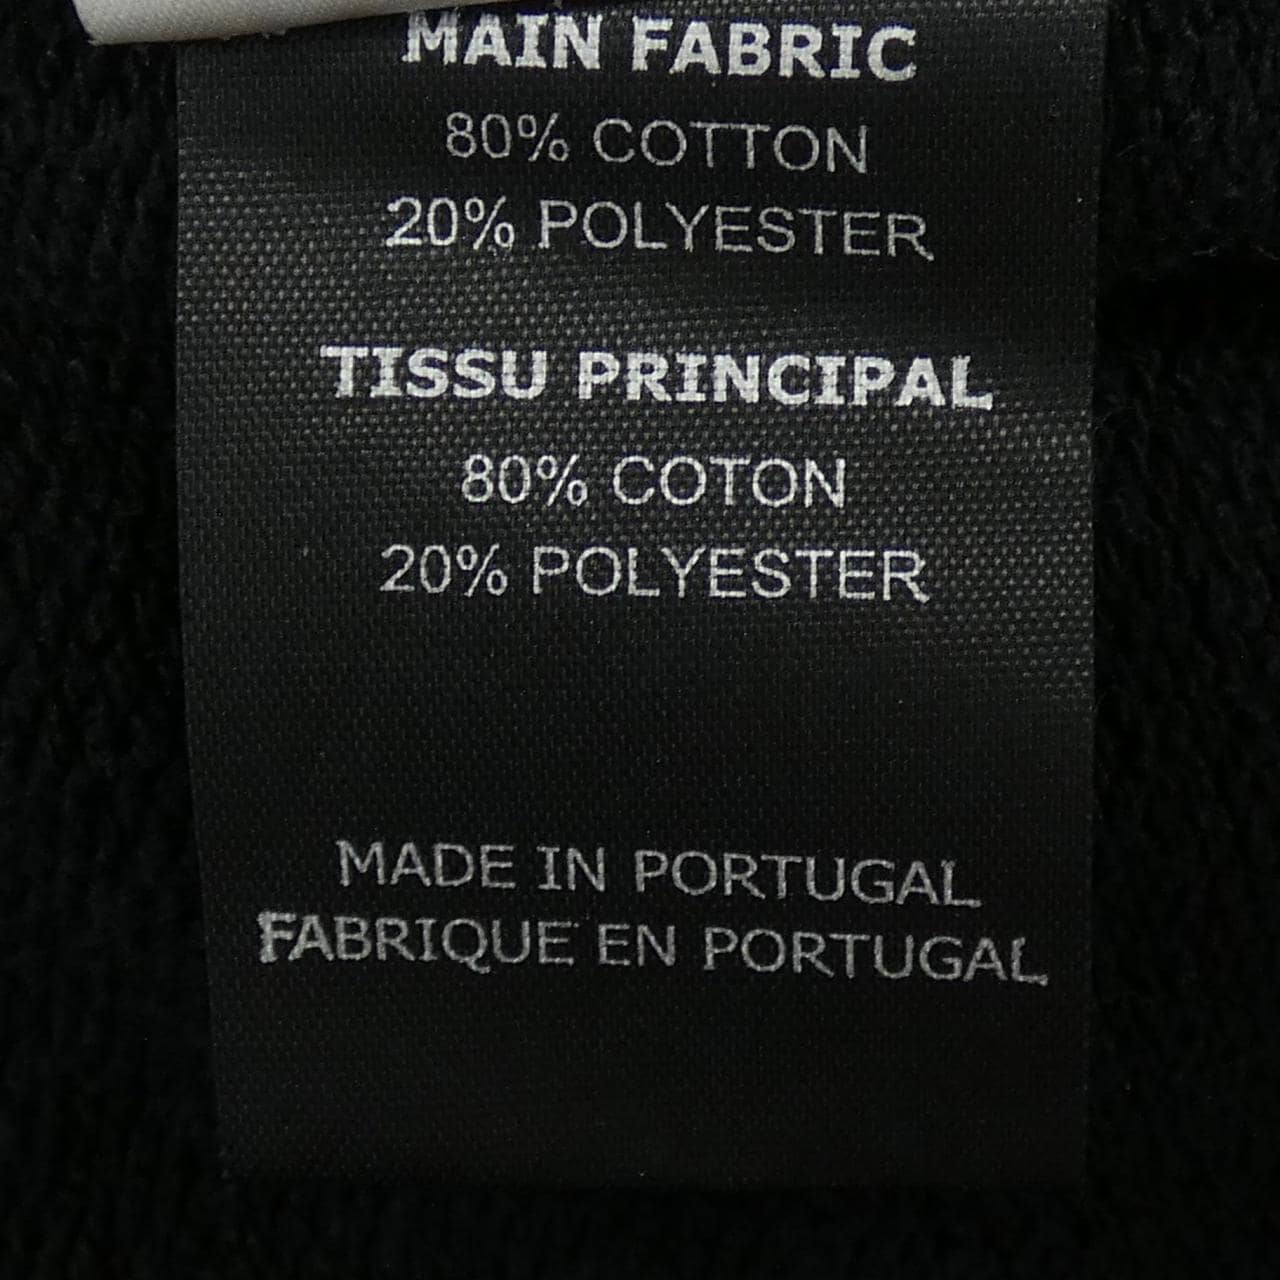 MAIN FABRIC
80% COTTON
20% POLYESTER
TISSU PRINCIPAL
80% COTON
20% POLYESTER
MADE IN PORTUGAL
FABRIQUE EN PORTUGAL